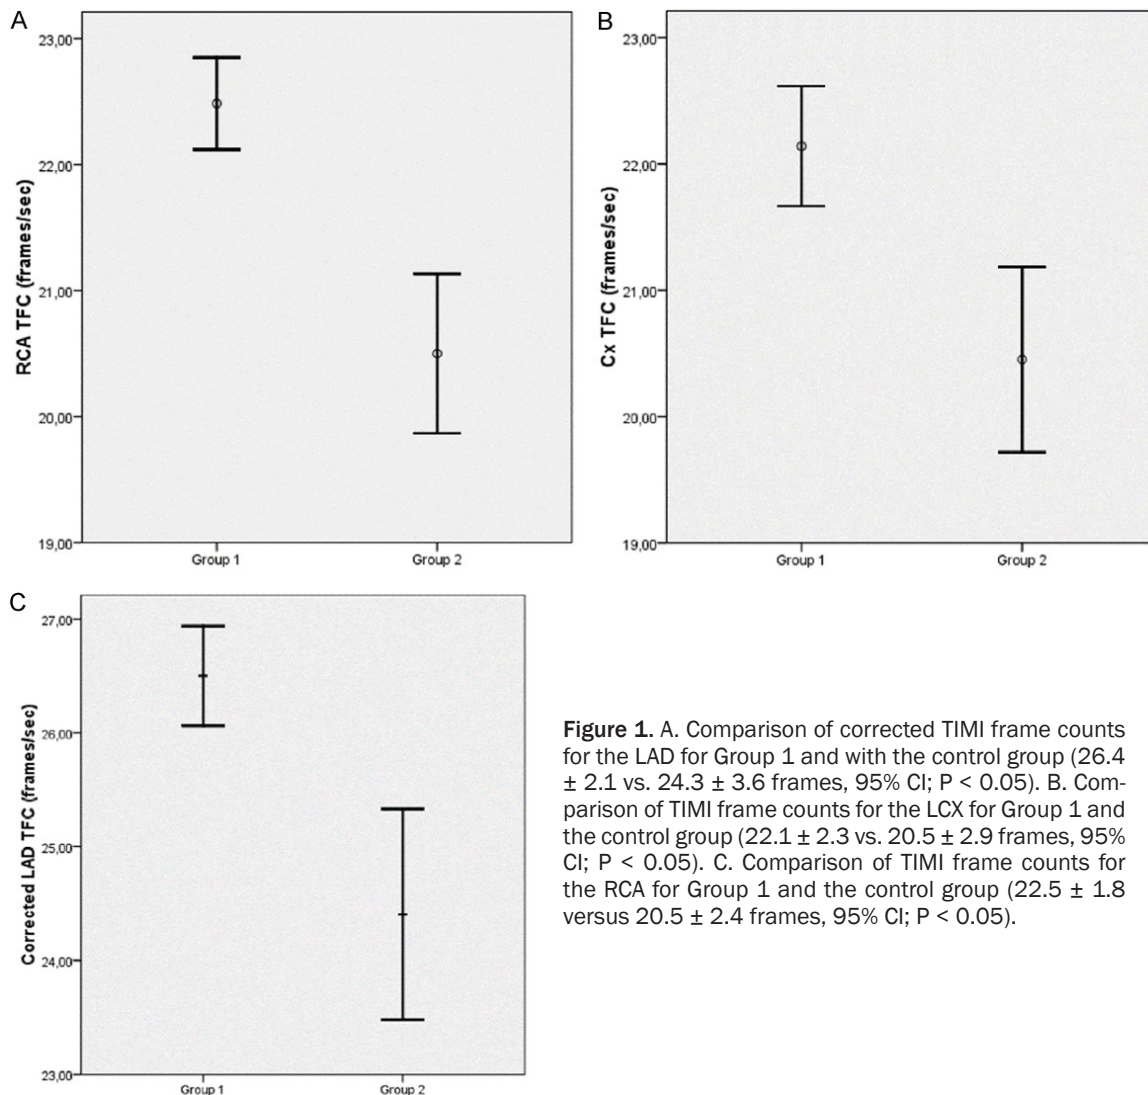 A
RCA TFC (frames/sec)
23,00
22,00
21,00
20,00
19,00
Group 1 Group 2
B
Cx TFC (frames/sec)
23,00
22,00
21,00
20,00
19,00
Group 1 Group 2
C
Corrected LAD TFC (frames/sec)
27,00
26,00
25,00
24,00
23,00
Group 1 Group 2
Figure 1. A. Comparison of corrected TIMI frame counts
for the LAD for Group 1 and with the control group (26.4
± 2.1 vs. 24.3 ± 3.6 frames, 95% CI; P < 0.05). B. Com-
parison of TIMI frame counts for the LCX for Group 1 and
the control group (22.1 ± 2.3 vs. 20.5 ± 2.9 frames, 95%
CI; P < 0.05). C. Comparison of TIMI frame counts for
the RCA for Group 1 and the control group (22.5 ± 1.8
versus 20.5 ± 2.4 frames, 95% CI; P < 0.05).